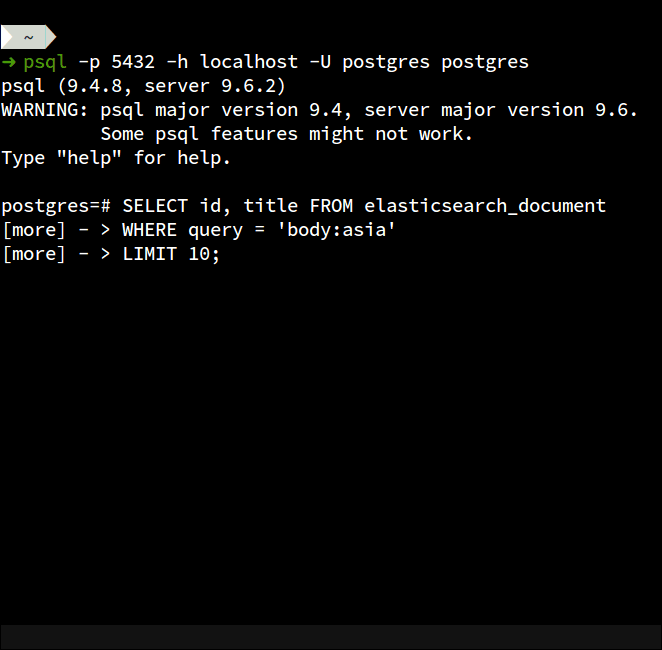 ~
➜ psql -p 5432 -h localhost -U postgres postgres
psql (9.4.8, server 9.6.2)
WARNING: psql major version 9.4, server major version 9.6.
         Some psql features might not work.
Type "help" for help.

postgres=# SELECT id, title FROM elasticsearch_document
[more] - > WHERE query = 'body:asia'
[more] - > LIMIT 10;